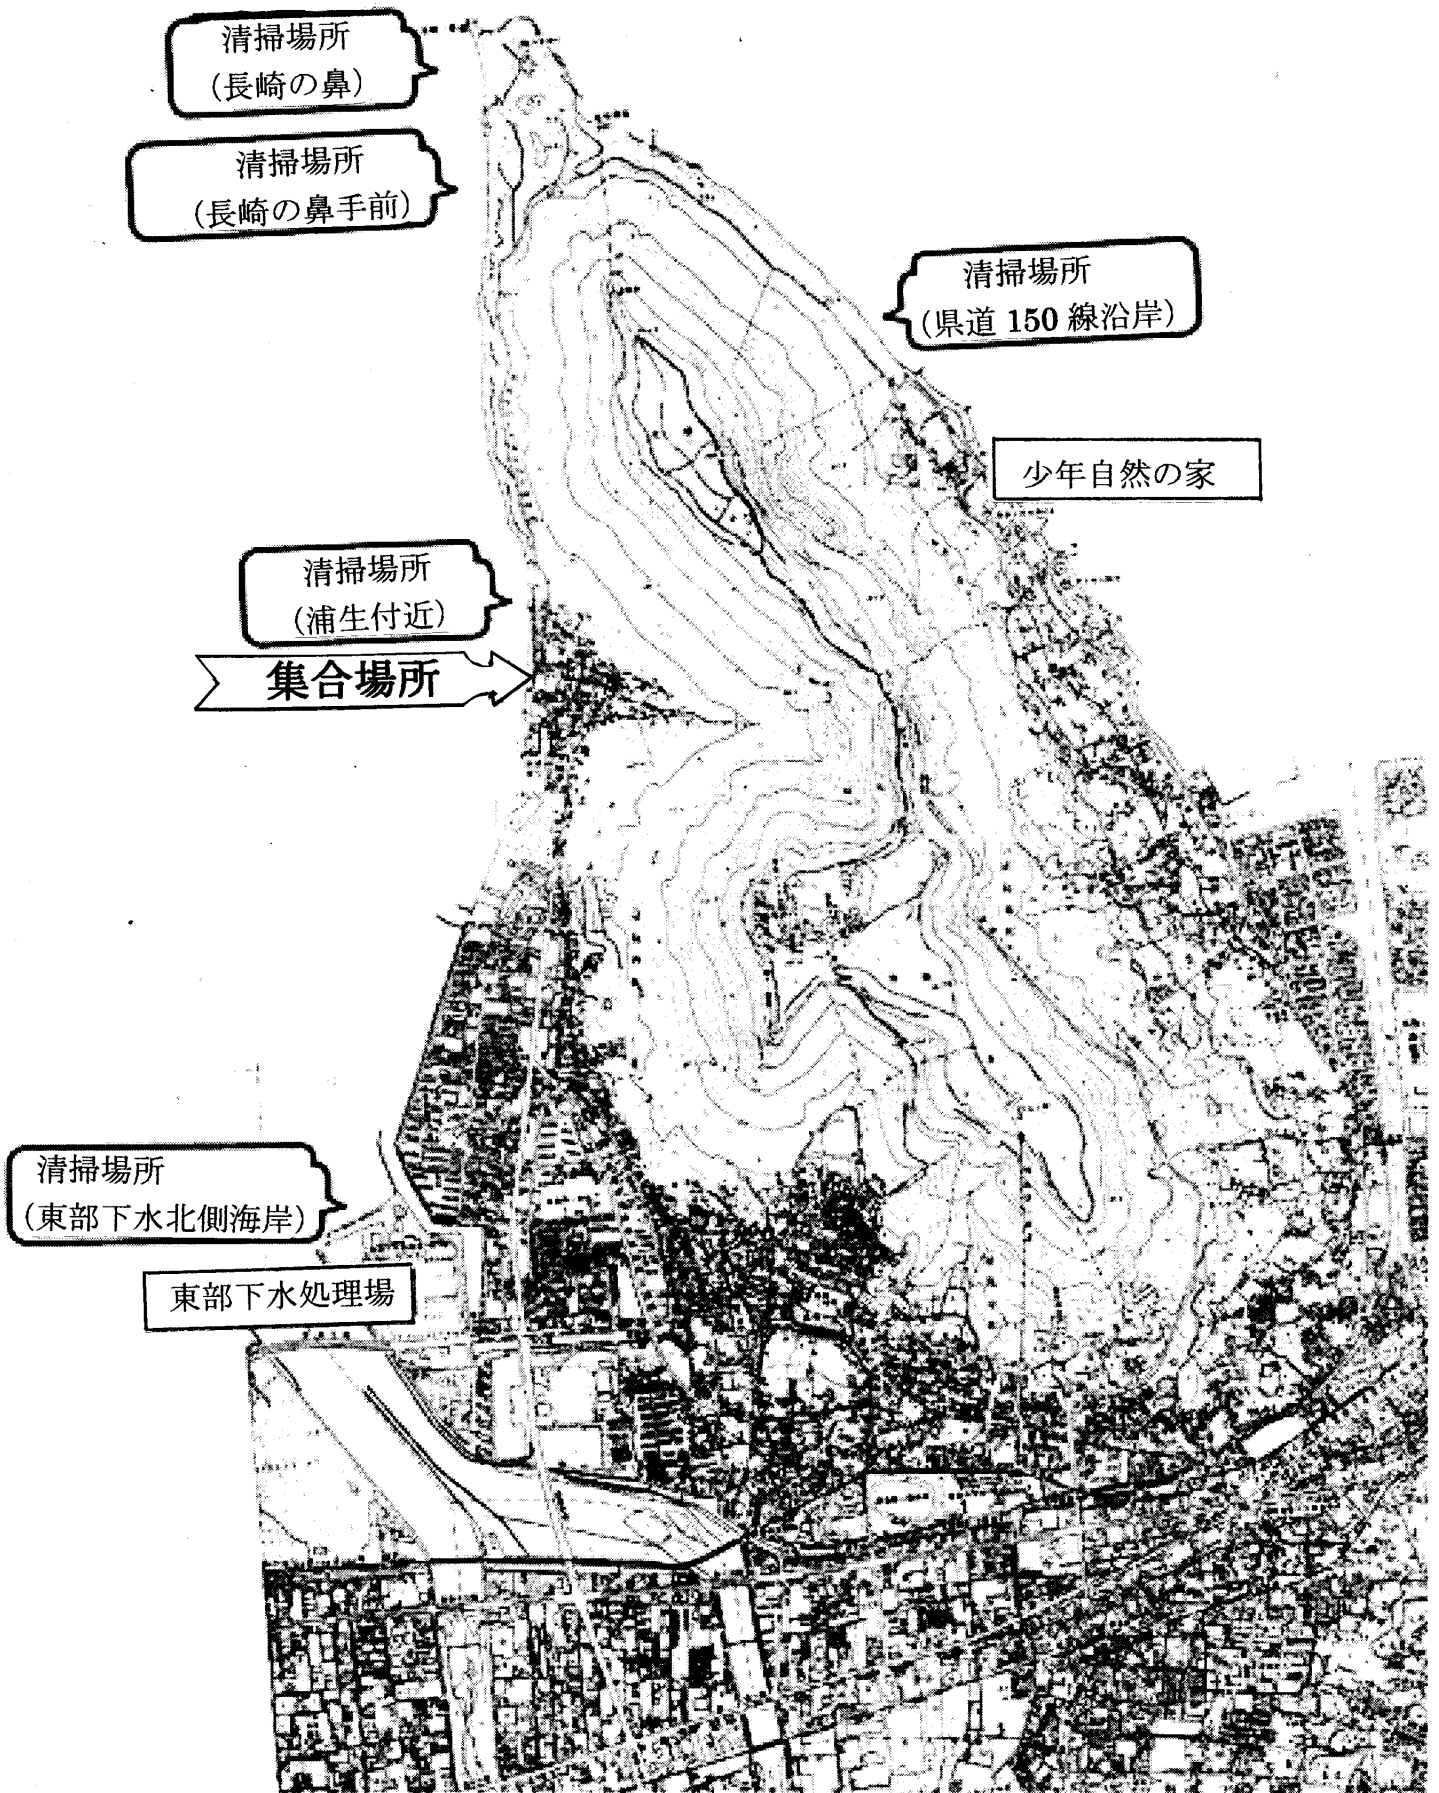 清掃場所
(長崎の鼻)
清掃場所
(長崎の鼻手前)
清掃場所
(県道 150 線沿岸)
少年自然の家
清掃場所
(浦生付近)
集合場所
清掃場所
(東部下水北側海岸)
東部下水処理場